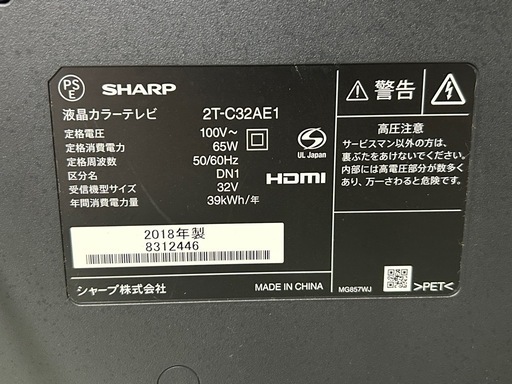 PSE
SHARP
液晶カラーテレビ 2T-C32AE1
定格電圧 100V~
定格消費電力 65W
定格周波数 50/60Hz
区分名 DN1
受信機型サイズ 32V
年間消費電力量 39kWh/年
S
UL Japan
HDMI
2018年製
8312446
シャープ株式会社
MADE IN CHINA
警告
高圧注意
サービスマン以外の方は、
裏ぶたをあけないでください。
内部には高電圧部分が数多く
あり、万一さわると危険です。
MG857WJ
>PET<